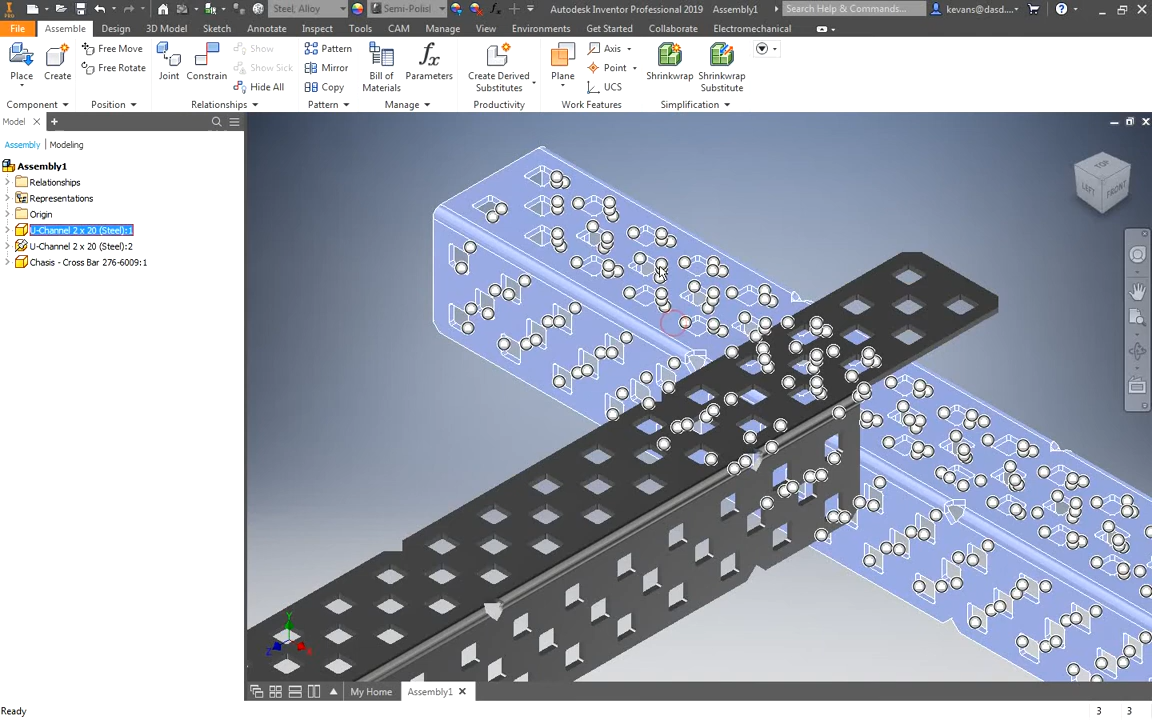 PRO
Steel, Alloy
Semi-Polisl
Autodesk Inventor Professional 2019 Assembly1
Search Help & Commands...
kevans@dasd....
File Assemble Design 3D Model Sketch Annotate Inspect Tools CAM Manage View Environments Get Started Collaborate Electromechanical
Place
Create
Free Move
Free Rotate
Joint
Constrain
Show
Show Sick
Hide All
Pattern
Mirror
Copy
Bill of
Materials
fx
Parameters
Create Derived
Substitutes
Plane
Axis
Point
UCS
Shrinkwrap
Shrinkwrap
Substitute
Component Position Relationships Pattern Manage Productivity Work Features Simplification
Model
Assembly Modeling
Assembly1
Relationships
Representations
Origin
U-Channel 2 x 20 (Steel):1
U-Channel 2 x 20 (Steel):2
Chasis - Cross Bar 276-6009:1
TOP
LEFT
FRONT
My Home Assembly1
Ready
3 3